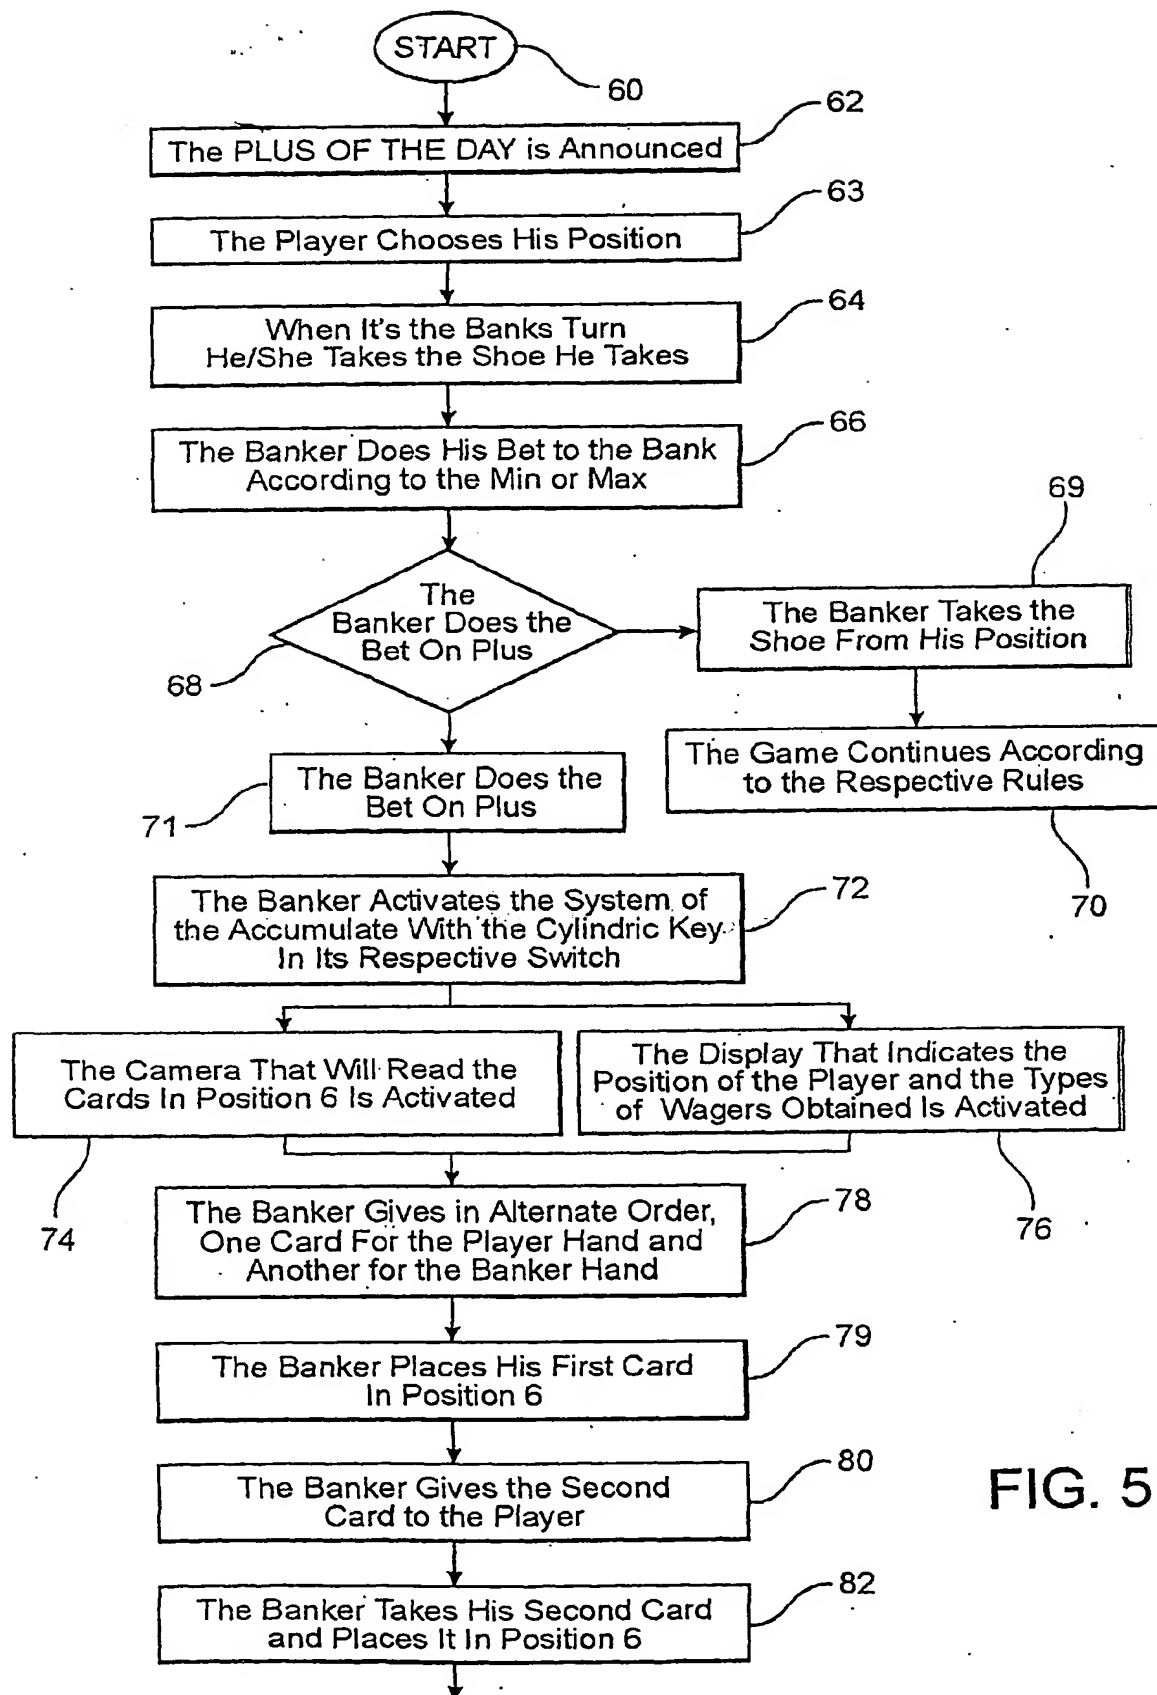 START
60
62
The PLUS OF THE DAY is Announced
63
The Player Chooses His Position
64
When It's the Banks Turn
He/She Takes the Shoe He Takes
66
The Banker Does His Bet to the Bank
According to the Min or Max
69
The
Banker Does the
Bet On Plus
68
The Banker Takes the
Shoe From His Position
The Game Continues According
to the Respective Rules
70
The Banker Does the
Bet On Plus
71
72
The Banker Activates the System of
the Accumulate With the Cylindric Key
In Its Respective Switch
The Camera That Will Read the
Cards In Position 6 Is Activated
74
The Display That Indicates the
Position of the Player and the Types
of Wagers Obtained Is Activated
76
78
The Banker Gives in Alternate Order,
One Card For the Player Hand and
Another for the Banker Hand
79
The Banker Places His First Card
In Position 6
80
The Banker Gives the Second
Card to the Player
FIG. 5
82
The Banker Takes His Second Card
and Places It In Position 6